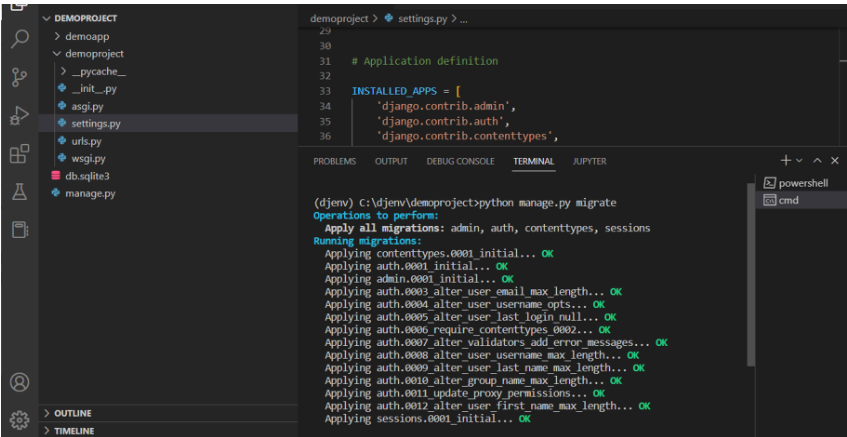 DEMOPROJECT
demoapp
demoproject
_pycache_
_init_.py
asgi.py
settings.py
urls.py
wsgi.py
db.sqlite3
manage.py
OUTLINE
TIMELINE
demoproject > settings.py > ...
29
30
31 # Application definition
32
33 INSTALLED_APPS = [
34 'django.contrib.admin',
35 'django.contrib.auth',
36 'django.contrib.contenttypes',
PROBLEMS OUTPUT DEBUG CONSOLE TERMINAL JUPYTER
powershell
cmd
(djenv) C:\djenv\demoproject>python manage.py migrate
Operations to perform:
Apply all migrations: admin, auth, contenttypes, sessions
Running migrations:
Applying contenttypes.0001_initial... OK
Applying auth.0001_initial... OK
Applying admin.0001_initial... OK
Applying auth.0003_alter_user_email_max_length... OK
Applying auth.0004_alter_user_username_opts... OK
Applying auth.0005_alter_user_last_login_null... OK
Applying auth.0006_require_contenttypes_0002... OK
Applying auth.0007_alter_validators_add_error_messages... OK
Applying auth.0008_alter_user_username_max_length... OK
Applying auth.0009_alter_user_last_name_max_length... OK
Applying auth.0010_alter_group_name_max_length... OK
Applying auth.0011_update_proxy_permissions... OK
Applying auth.0012_alter_user_first_name_max_length... OK
Applying sessions.0001_initial... OK